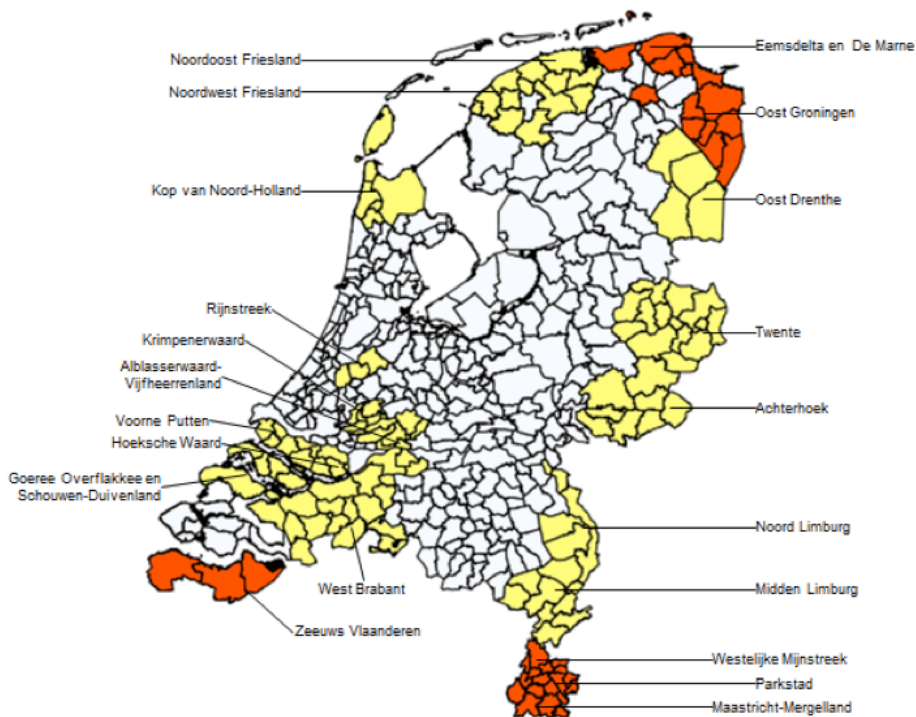 Noordoost Friesland
Noordwest Friesland
Kop van Noord-Holland
Rijnstreek
Krimpenerwaard
Alblasserwaard-
Vijfheerrenland
Voorne Putten
Hoeksche Waard
Goeree Overflakkee en
Schouwen-Duivenland
West Brabant
Zeeuws Vlaanderen
Eemsdelta en De Marne
Oost Groningen
Oost Drenthe
Twente
Achterhoek
Noord Limburg
Midden Limburg
Westelijke Mijnstreek
Parkstad
Maastricht-Mergelland